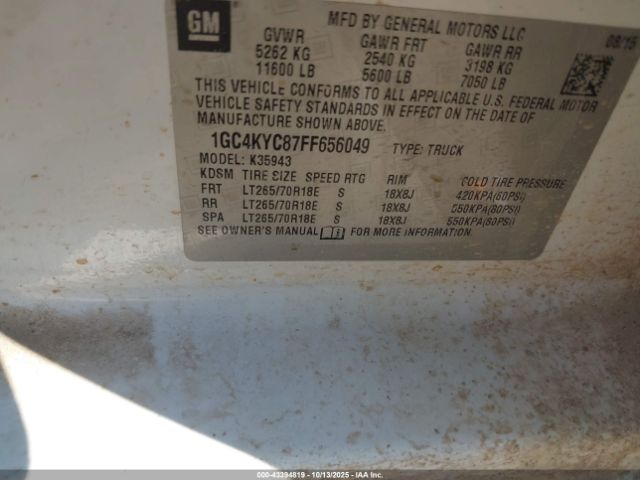 GM
MFD BY GENERAL MOTORS LLC
08/15
GVWR GAWR FRT GAWR RR
5262 KG 2540 KG 3198 KG
11600 LB 5600 LB 7050 LB
THIS VEHICLE CONFORMS TO ALL APPLICABLE U.S. FEDERAL MOTOR
VEHICLE SAFETY STANDARDS IN EFFECT ON THE DATE OF
MANUFACTURE SHOWN ABOVE.
1GC4KYC87FF656049 TYPE: TRUCK
MODEL: K35943
KDSM TIRE SIZE SPEED RTG RIM COLD TIRE PRESSURE
FRT LT265/70R18E S 18X8J 420KPA(60PSI)
RR LT265/70R18E S 18X8J 550KPA(80PSI)
SPA LT265/70R18E S 18X8J 550KPA(80PSI)
SEE OWNER'S MANUAL FOR MORE INFORMATION.
000-43394819 | 10/13/2025 | IAA Inc.